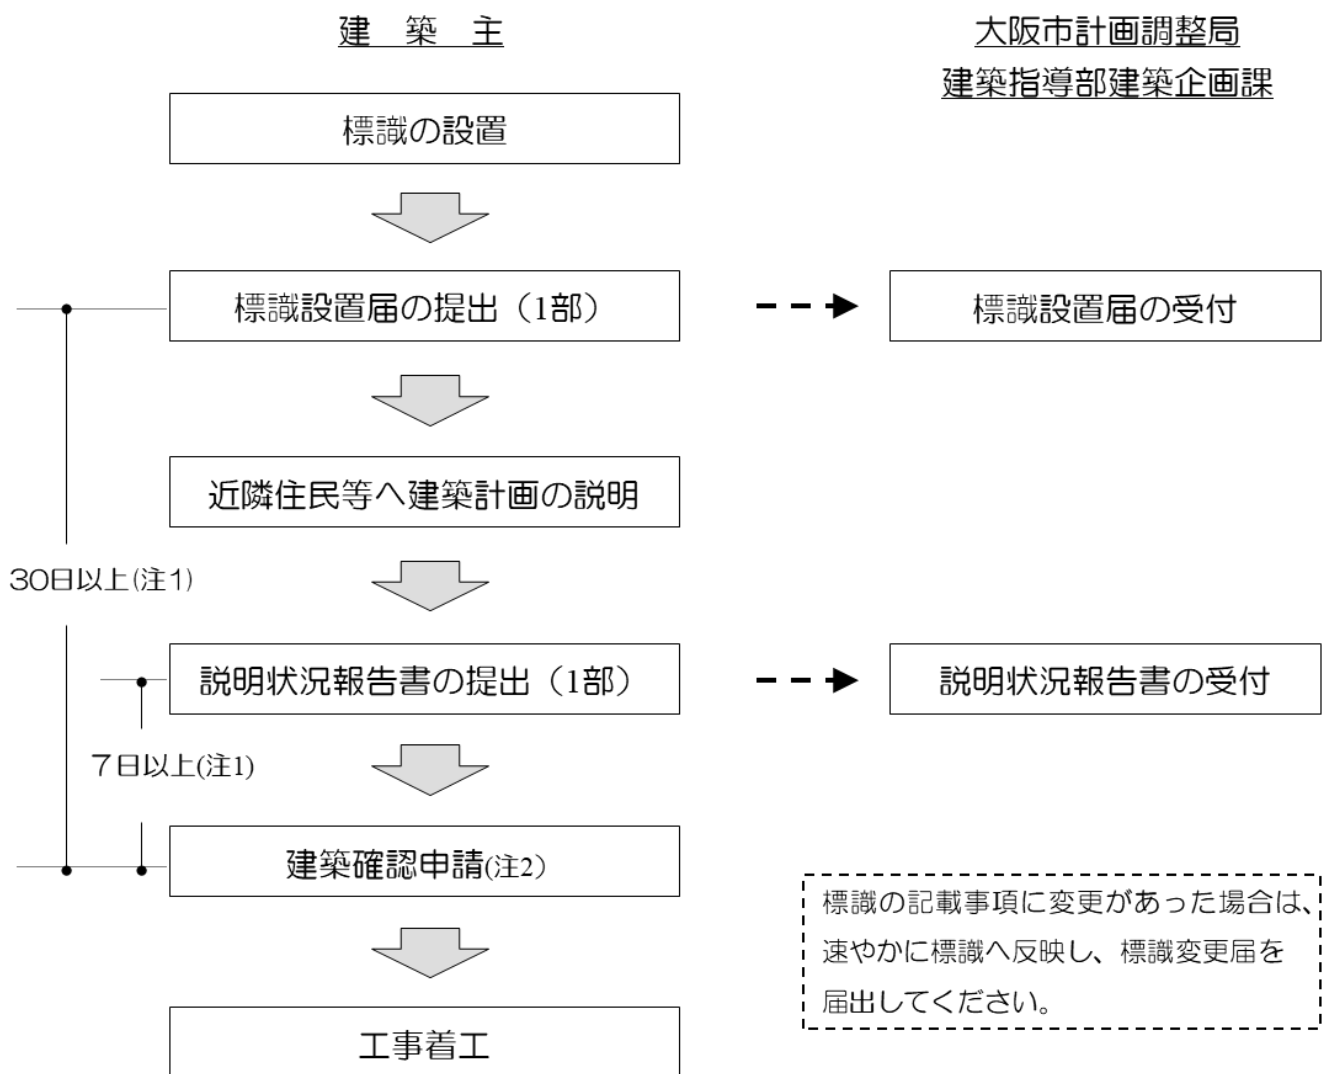 建 築 主
大阪市計画調整局
建築指導部建築企画課
標識の設置
標識設置届の提出（1部）
標識設置届の受付
近隣住民等へ建築計画の説明
30日以上(注1)
説明状況報告書の提出（1部）
説明状況報告書の受付
７日以上(注1)
建築確認申請(注2）
標識の記載事項に変更があった場合は、
速やかに標識へ反映し、標識変更届を
届出してください。
工事着工